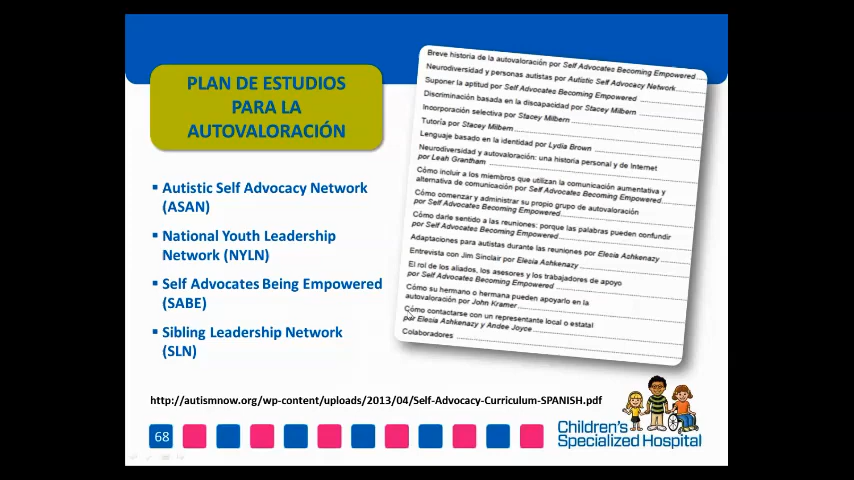 PLAN DE ESTUDIOS
PARA LA
AUTOVALORACIÓN
Autistic Self Advocacy Network
(ASAN)
National Youth Leadership
Network (NYLN)
Self Advocates Being Empowered
(SABE)
Sibling Leadership Network
(SLN)
Breve historia de la autovaloración por Self Advocates Becoming Empowered
Neurodiversidad y personas autistas por Autistic Self Advocacy Network
Suponer la aptitud por Self Advocates Becoming Empowered
Discriminación basada en la discapacidad por Stacey Milbern
Incorporación selectiva por Stacey Milbern
Tutoría por Stacey Milbern
Lenguaje basado en la identidad por Lydia Brown
Neurodiversidad y autovaloración: una historia personal y de Internet
por Leah Grantham
Cómo incluir a los miembros que utilizan la comunicación aumentativa y
alternativa de comunicación por Self Advocates Becoming Empowered
Cómo comenzar y administrar su propio grupo de autovaloración
por Self Advocates Becoming Empowered
Cómo darle sentido a las reuniones: porque las palabras pueden confundir
por Self Advocates Becoming Empowered
Adaptaciones para autistas durante las reuniones por Elecia Ashkenazy
Entrevista con Jim Sinclair por Elecia Ashkenazy
El rol de los aliados, los asesores y los trabajadores de apoyo
por Self Advocates Becoming Empowered
Cómo su hermano o hermana pueden apoyarlo en la
autovaloración por John Kramer
Cómo contactarse con un representante local o estatal
por Elecia Ashkenazy y Andee Joyce
Colaboradores
http://autismnow.org/wp-content/uploads/2013/04/Self-Advocacy-Curriculum-SPANISH.pdf
68
Children's
Specialized Hospital